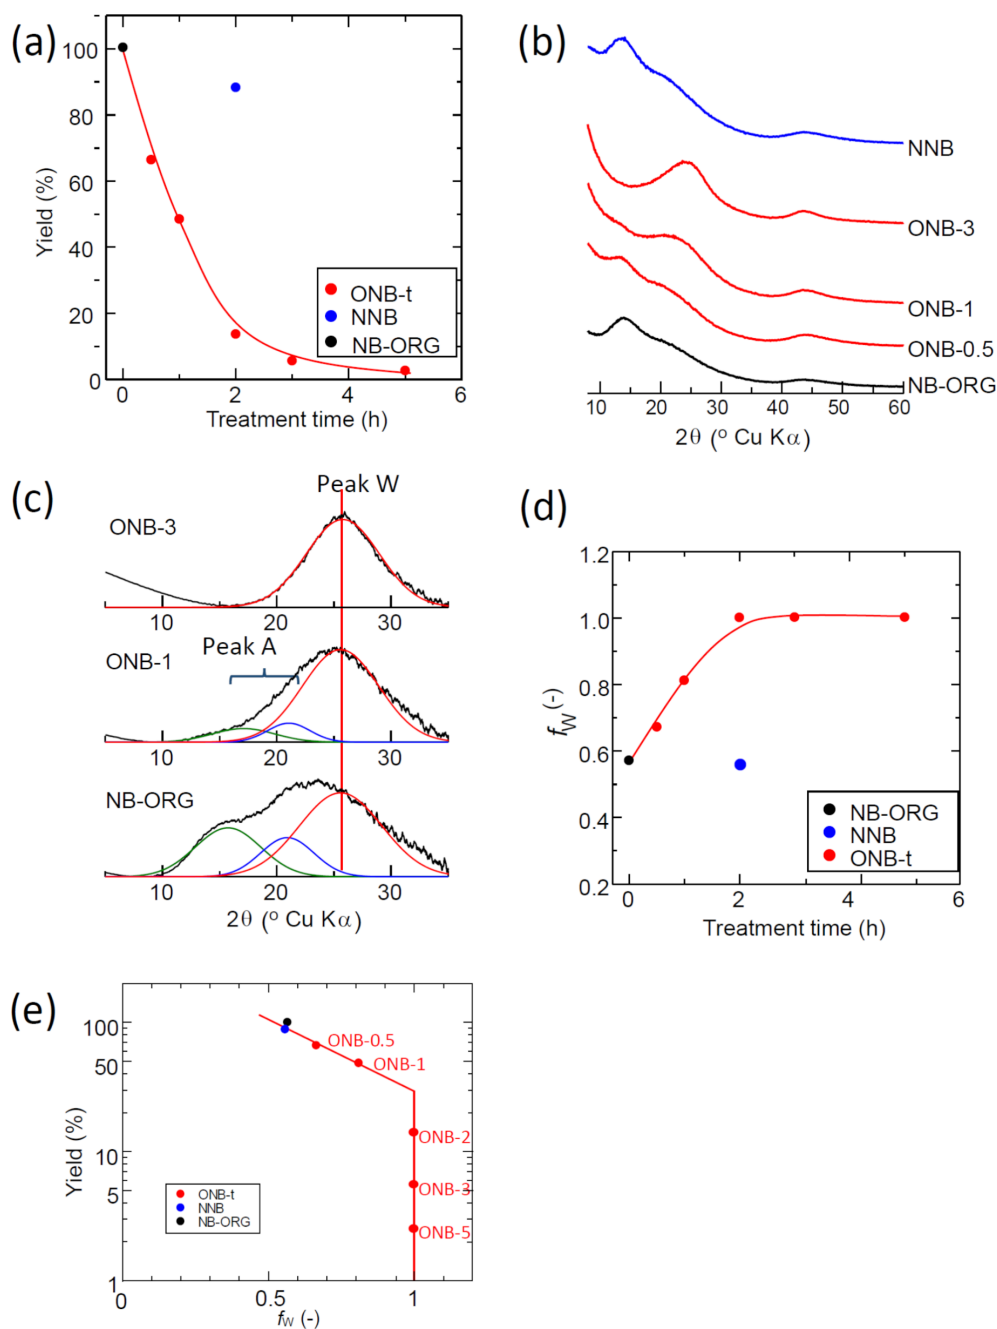 (a)
100
80
60
40
20
0
Yield (%)
ONB-t
NNB
NB-ORG
0 2 4 6
Treatment time (h)
(b)
NNB
ONB-3
ONB-1
ONB-0.5
NB-ORG
10 20 30 40 50 60
2θ (° Cu Kα)
(c)
Peak W
ONB-3
10 20 30
Peak A
ONB-1
10 20 30
NB-ORG
10 20 30
2θ (° Cu Kα)
(d)
1.2
1.0
0.8
0.6
0.4
0.2
fW (-)
NB-ORG
NNB
ONB-t
0 2 4 6
Treatment time (h)
(e)
100
50
10
5
1
Yield (%)
ONB-0.5
ONB-1
ONB-2
ONB-3
ONB-5
ONB-t
NNB
NB-ORG
0 0.5 1
fW (-)